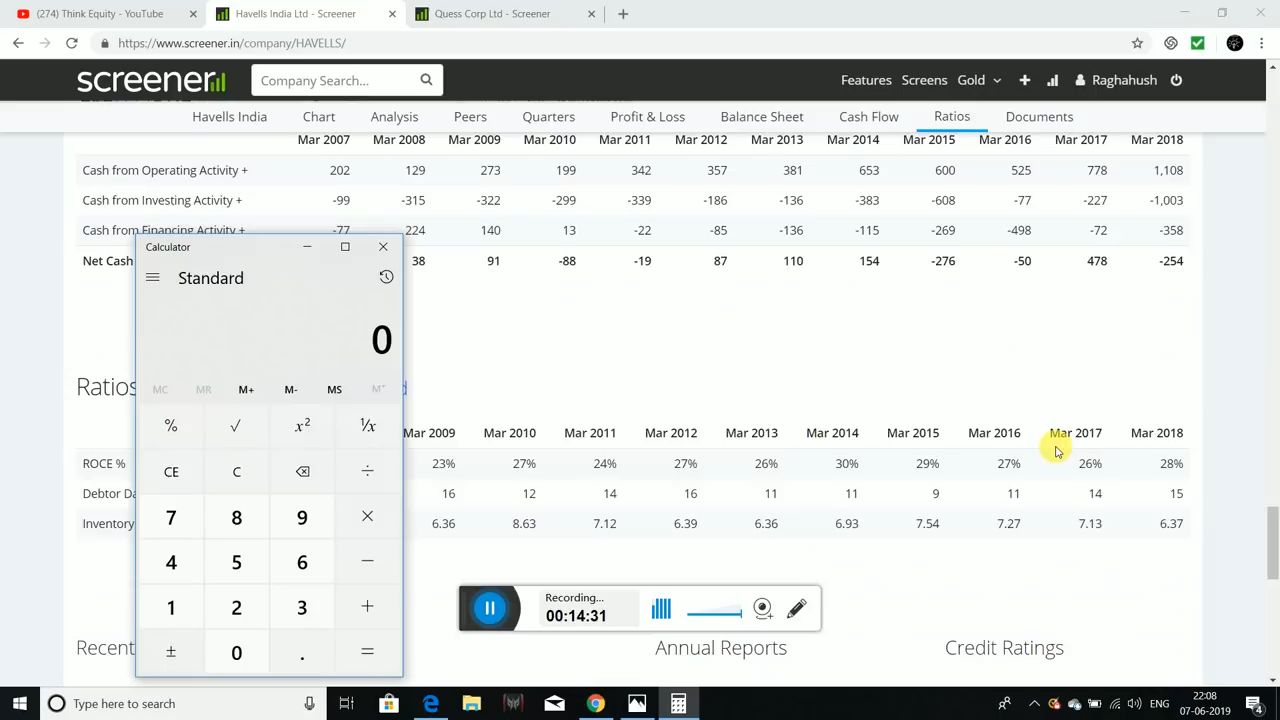 (274) Think Equity - YouTube
Havells India Ltd - Screener
Quess Corp Ltd - Screener
https://www.screener.in/company/HAVELLS/
screener
Company Search...
Features Screens Gold Raghahush
Havells India Chart Analysis Peers Quarters Profit & Loss Balance Sheet Cash Flow Ratios Documents
Mar 2007 Mar 2008 Mar 2009 Mar 2010 Mar 2011 Mar 2012 Mar 2013 Mar 2014 Mar 2015 Mar 2016 Mar 2017 Mar 2018
Cash from Operating Activity + 202 129 273 199 342 357 381 653 600 525 778 1,108
Cash from Investing Activity + -99 -315 -322 -299 -339 -186 -136 -383 -608 -77 -227 -1,003
Cash from Financing Activity + -77 224 140 13 -22 -85 -136 -115 -269 -498 -72 -358
Net Cash 38 91 -88 -19 87 110 154 -276 -50 478 -254
Calculator
Standard
0
MC MR M+ M- MS
% √ x² ¹/x
CE C ÷
7 8 9 ×
4 5 6 −
1 2 3 +
± 0 . =
Ratios
Mar 2009 Mar 2010 Mar 2011 Mar 2012 Mar 2013 Mar 2014 Mar 2015 Mar 2016 Mar 2017 Mar 2018
ROCE % 23% 27% 24% 27% 26% 30% 29% 27% 26% 28%
Debtor 16 12 14 16 11 11 9 11 14 15
Inventory 6.36 8.63 7.12 6.39 6.36 6.93 7.54 7.27 7.13 6.37
Recording...
00:14:31
Annual Reports Credit Ratings
Type here to search
ENG
22:08
07-06-2019
4